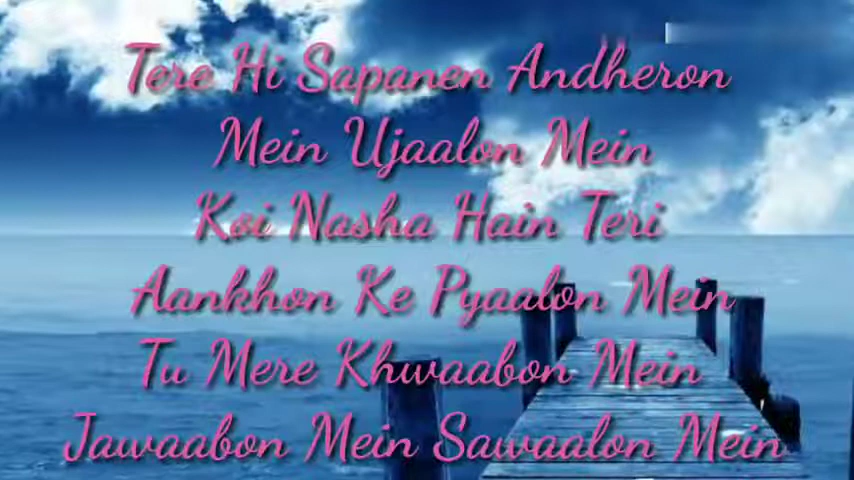 Tere Hi Sapanen Andheron
Mein Ujaalon Mein
Koi Nasha Hain Teri
Aankhon Ke Pyaalon Mein
Tu Mere Khwaabon Mein
Jawaabon Mein Sawaalon Mein